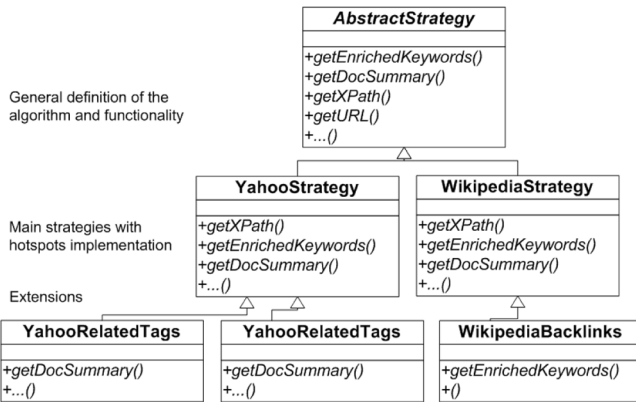 AbstractStrategy
+getEnrichedKeywords()
+getDocSummary()
+getXPath()
+getURL()
+...()
General definition of the
algorithm and functionality
YahooStrategy
+getXPath()
+getEnrichedKeywords()
+getDocSummary()
+...()
WikipediaStrategy
+getXPath()
+getEnrichedKeywords()
+getDocSummary()
+...()
Main strategies with
hotspots implementation
Extensions
YahooRelatedTags
+getDocSummary()
+...()
YahooRelatedTags
+getDocSummary()
+...()
WikipediaBacklinks
+getEnrichedKeywords()
+()